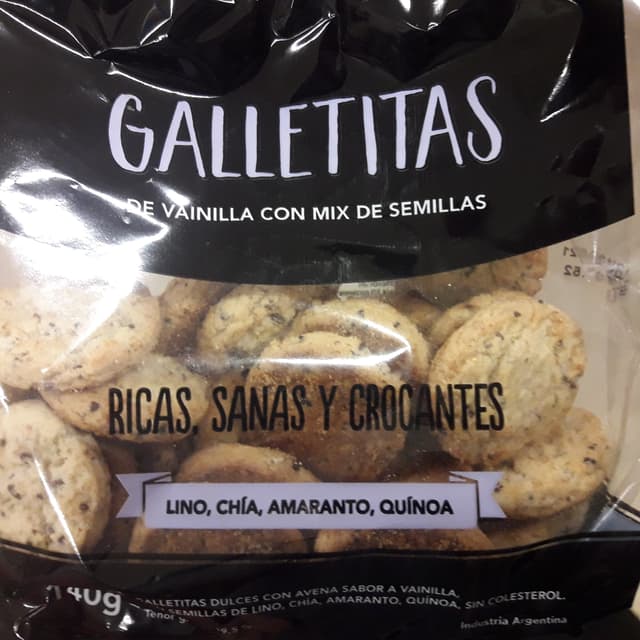 GALLETITAS
DE VAINILLA CON MIX DE SEMILLAS
RICAS, SANAS Y CROCANTES
LINO, CHÍA, AMARANTO, QUÍNOA
140g
GALLETITAS DULCES CON AVENA SABOR A VAINILLA,
SEMILLAS DE LINO, CHÍA, AMARANTO, QUÍNOA, SIN COLESTEROL.
Tenor
Industria Argentina